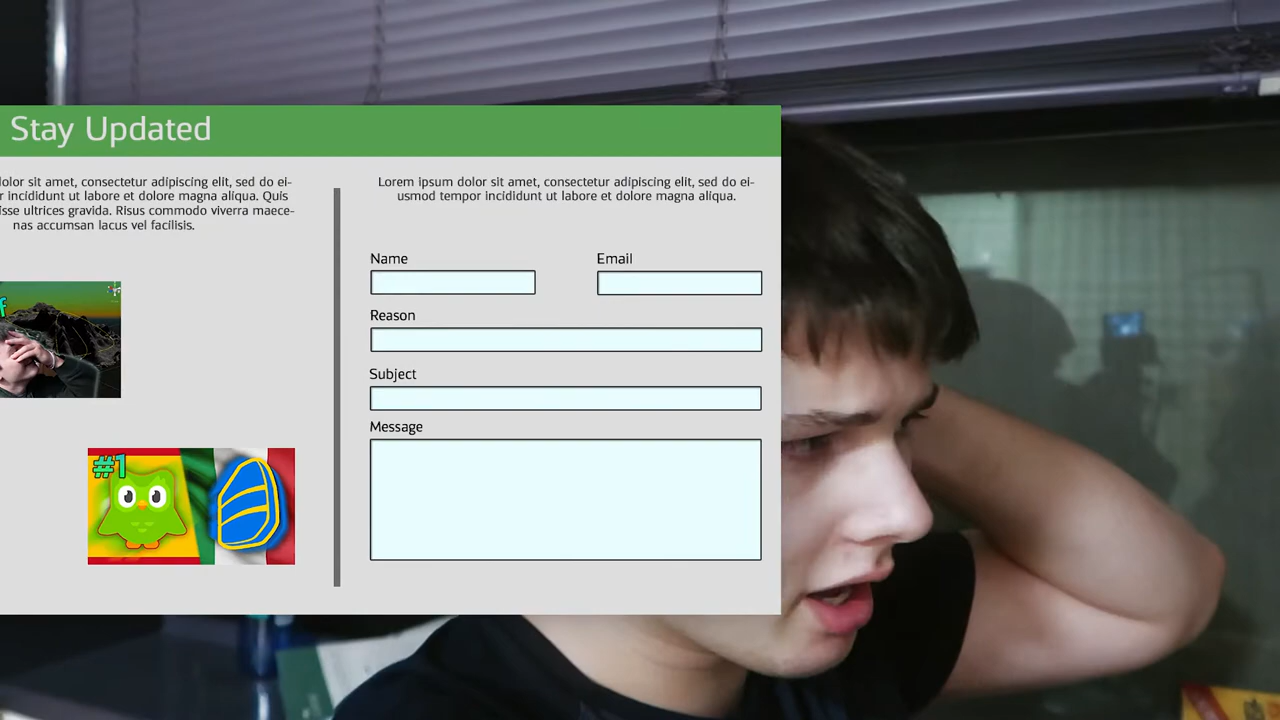 Stay Updated
dolor sit amet, consectetur adipiscing elit, sed do ei-
r incididunt ut labore et dolore magna aliqua. Quis
isse ultrices gravida. Risus commodo viverra maece-
nas accumsan lacus vel facilisis.
f
#1
Lorem ipsum dolor sit amet, consectetur adipiscing elit, sed do ei-
usmod tempor incididunt ut labore et dolore magna aliqua.
Name
Email
Reason
Subject
Message